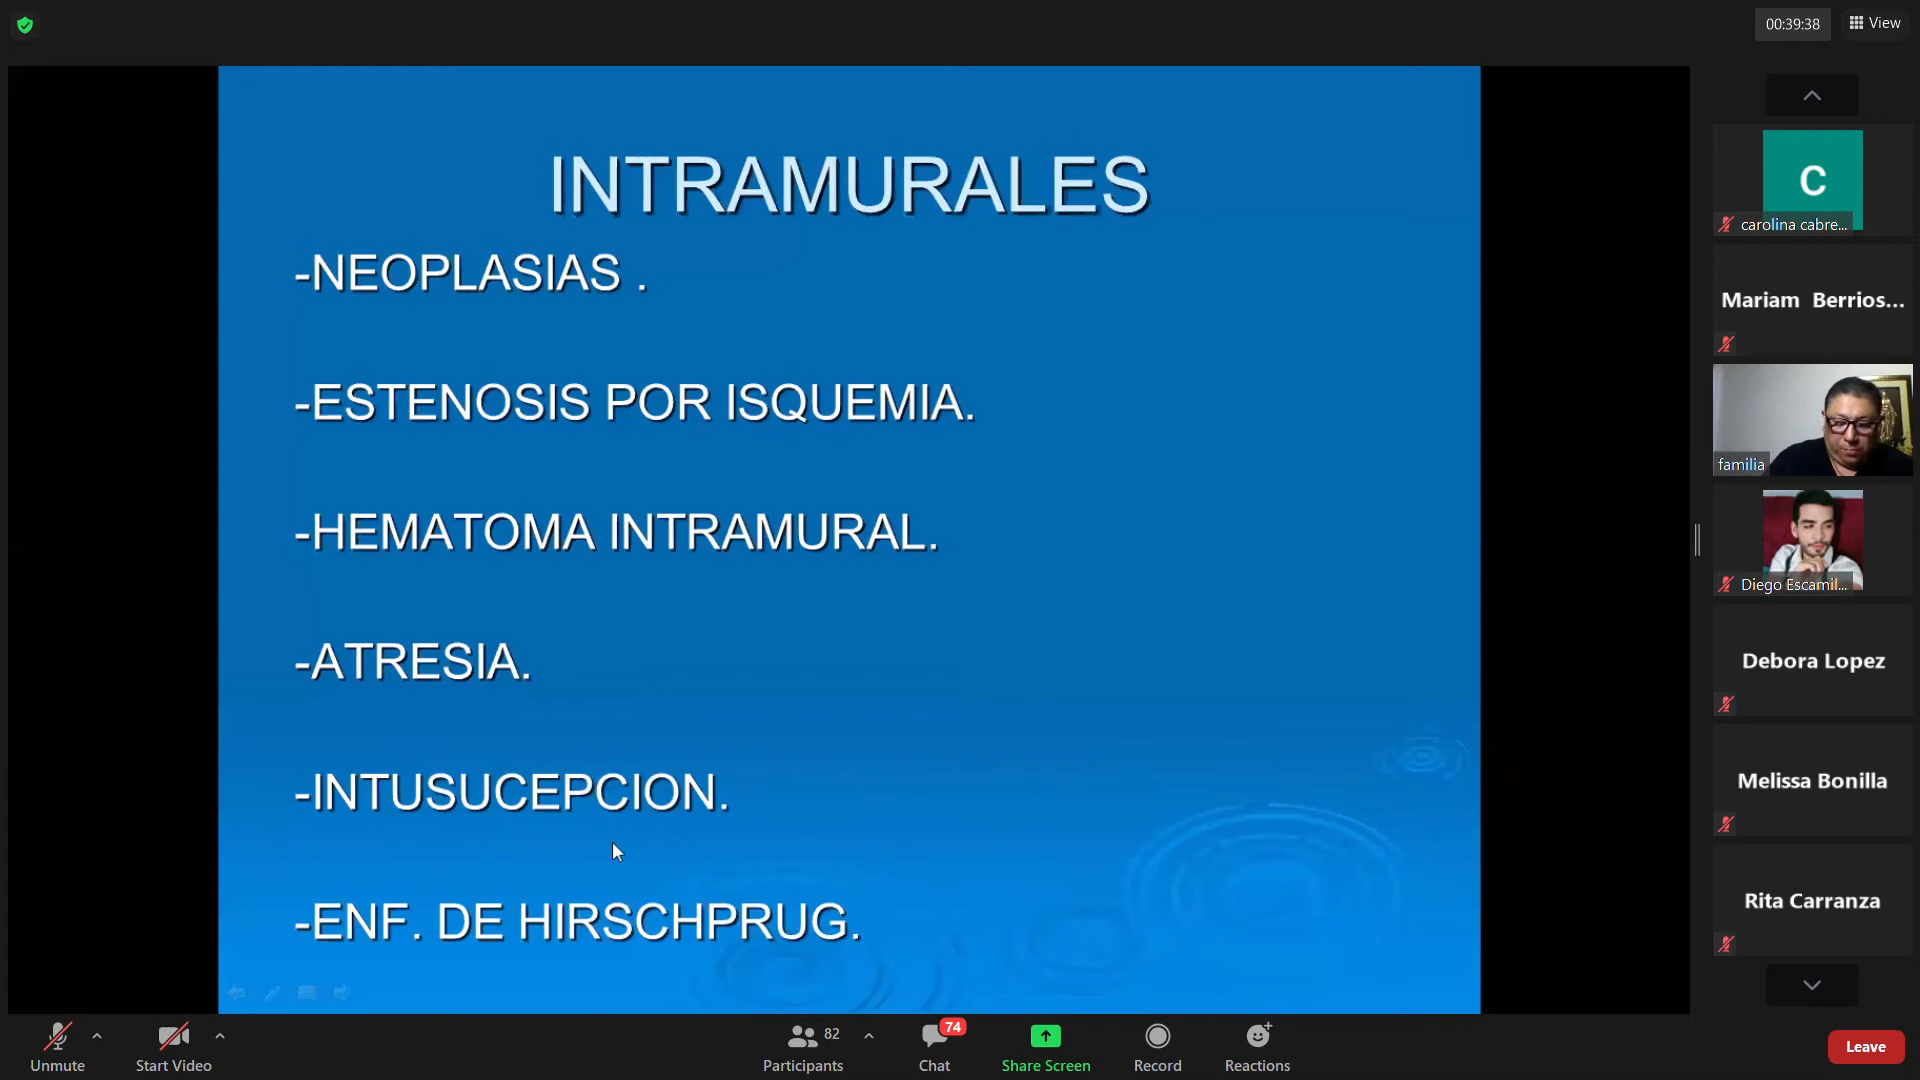 00:39:38
View
INTRAMURALES
-NEOPLASIAS .
-ESTENOSIS POR ISQUEMIA.
-HEMATOMA INTRAMURAL.
-ATRESIA.
-INTUSUCEPCION.
-ENF. DE HIRSCHPRUG.
C
carolina cabre...
Mariam Berrios...
familia
Diego Escamil...
Debora Lopez
Melissa Bonilla
Rita Carranza
Unmute
Start Video
82
Participants
74
Chat
Share Screen
Record
Reactions
Leave